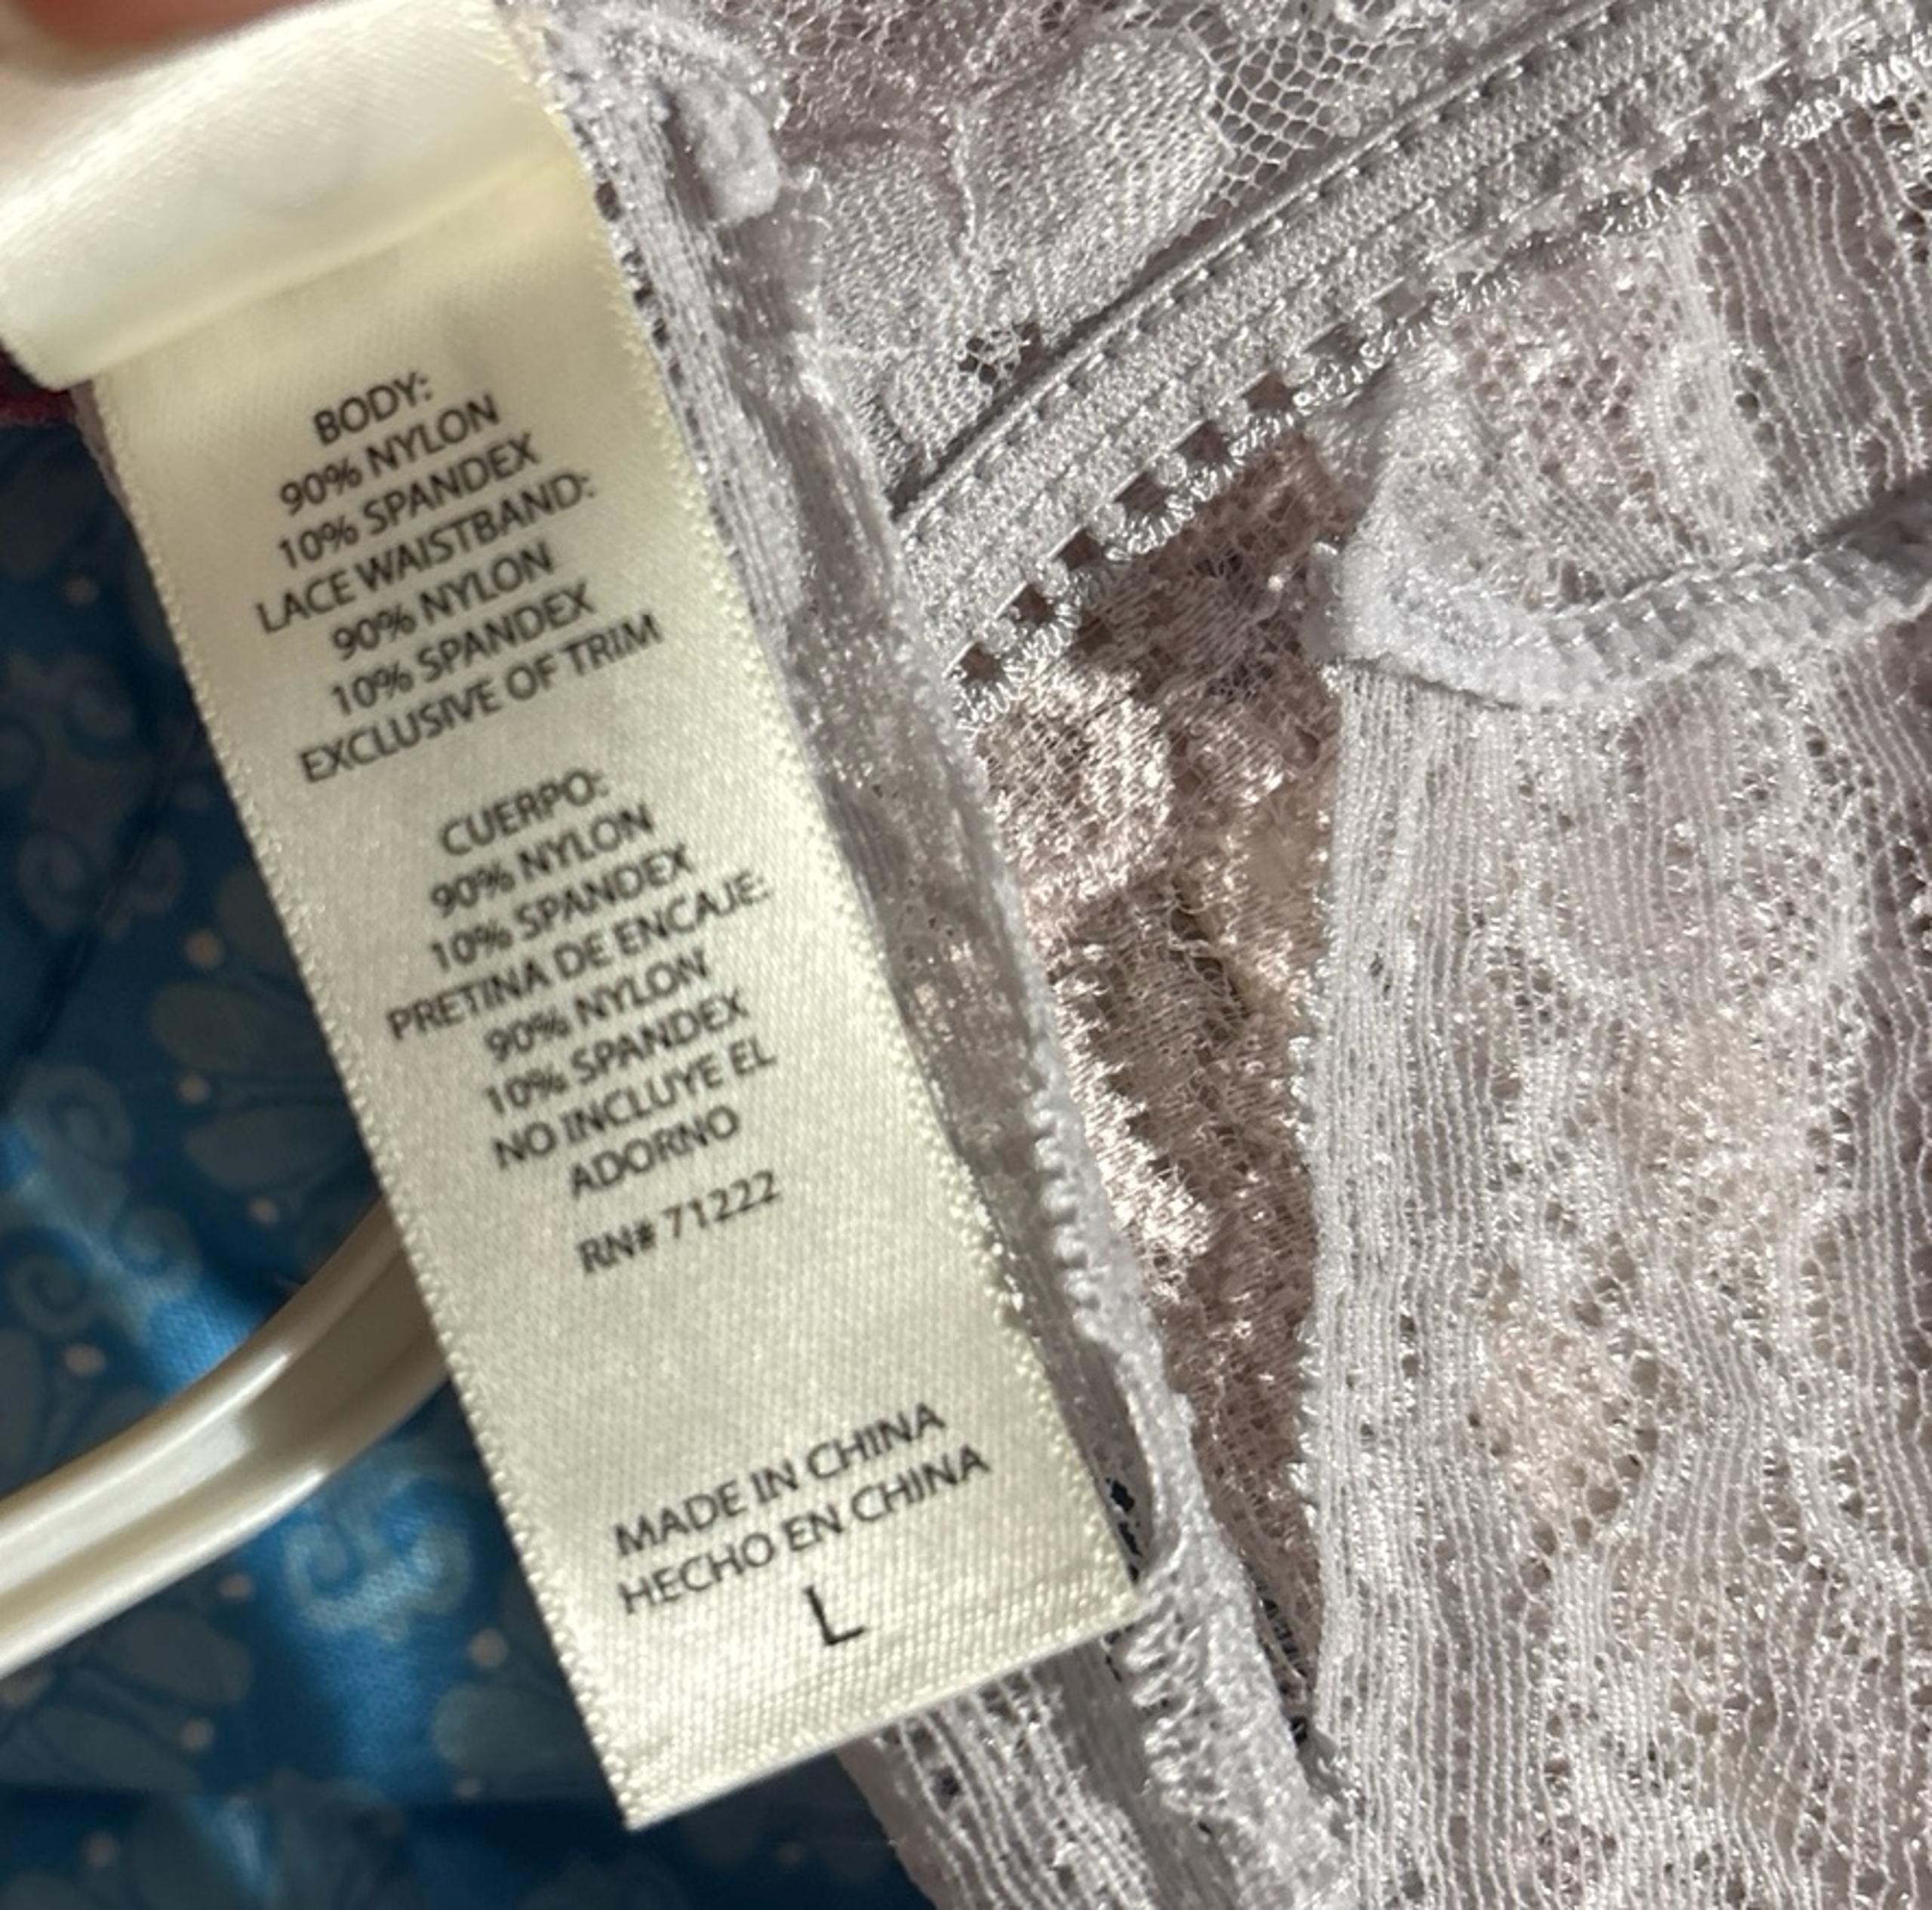 BODY:
90% NYLON
10% SPANDEX
LACE WAISTBAND:
90% NYLON
10% SPANDEX
EXCLUSIVE OF TRIM
CUERPO:
90% NYLON
10% SPANDEX
PRETINA DE ENCAJE:
90% NYLON
10% SPANDEX
NO INCLUYE EL
ADORNO
RN# 71222
MADE IN CHINA
HECHO EN CHINA
L